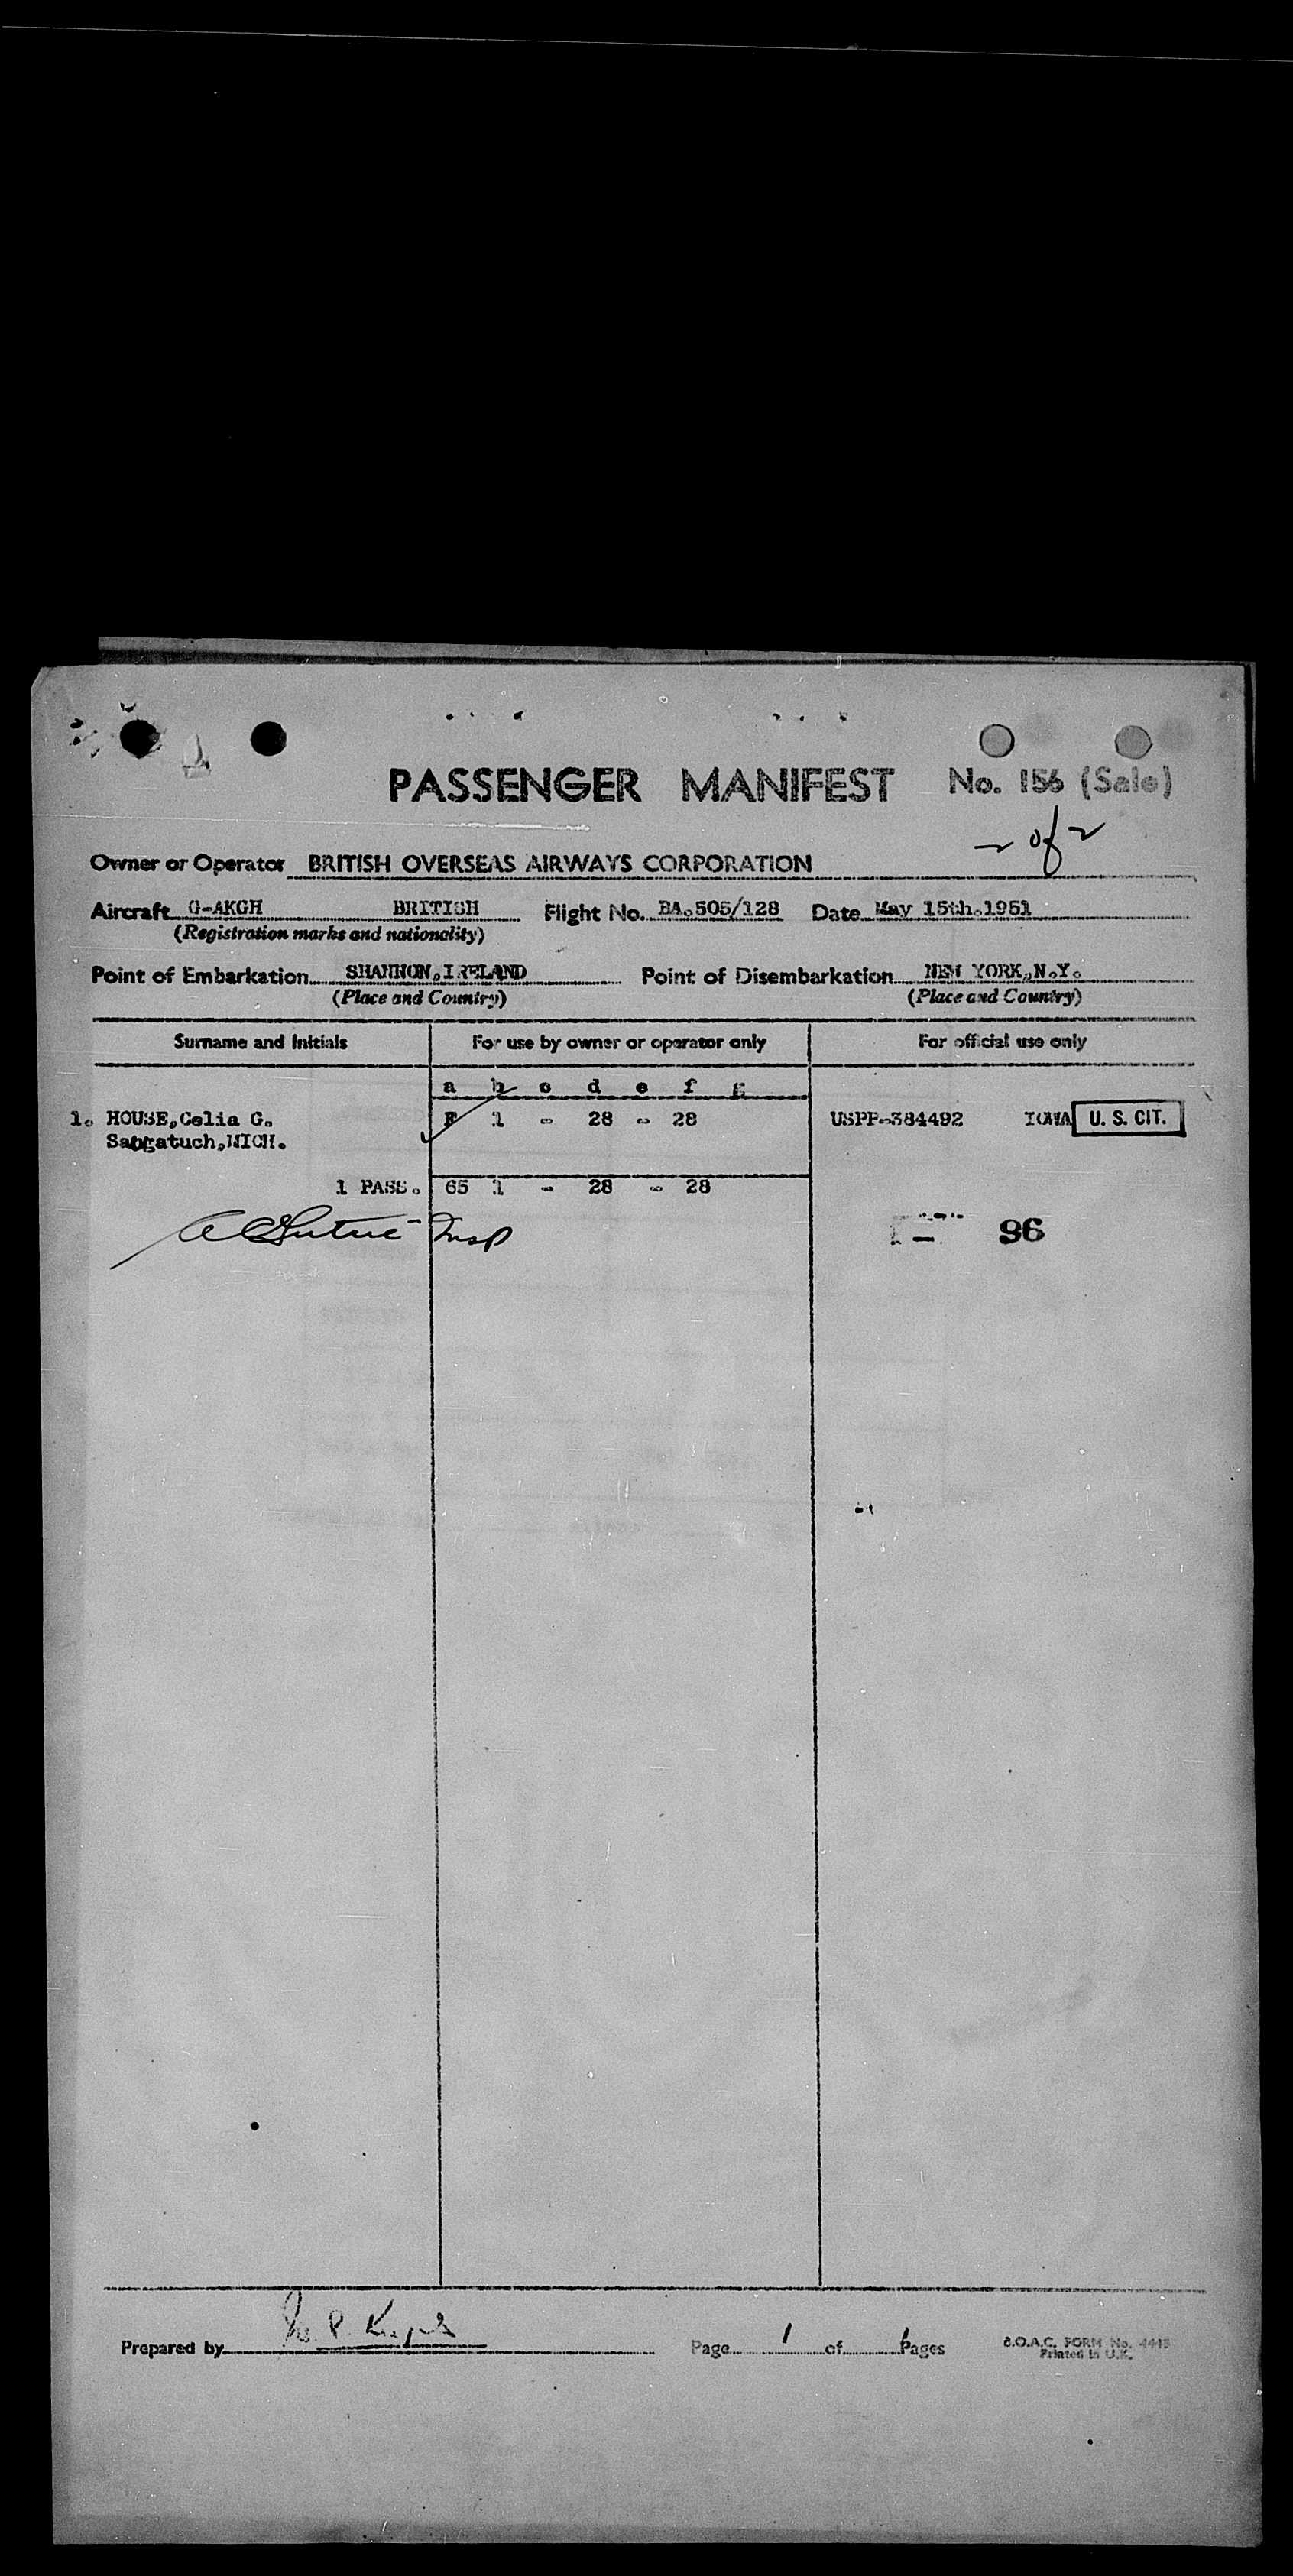 PASSENGER MANIFEST No. 156 (Sale)
2 of 2
Owner or Operator BRITISH OVERSEAS AIRWAYS CORPORATION
Aircraft G-AKGH BRITISH Flight No. BA.505/128 Date May 15th.1951
(Registration marks and nationality)
Point of Embarkation SHANNON,IRELAND Point of Disembarkation NEW YORK,N.Y.
(Place and Country) (Place and Country)
Surname and Initials For use by owner or operator only For official use only
a b c d e f g
1. HOUSE,Celia G. F 1 - 28 - 28 USPP-384492 IOWA U. S. CIT.
Saugatuch,MICH.
1 PASS. 65 1 - 28 - 28
Insp
96
Prepared by Page 1 of 1 Pages
B.O.A.C. FORM No. 4445
Printed in U.K.